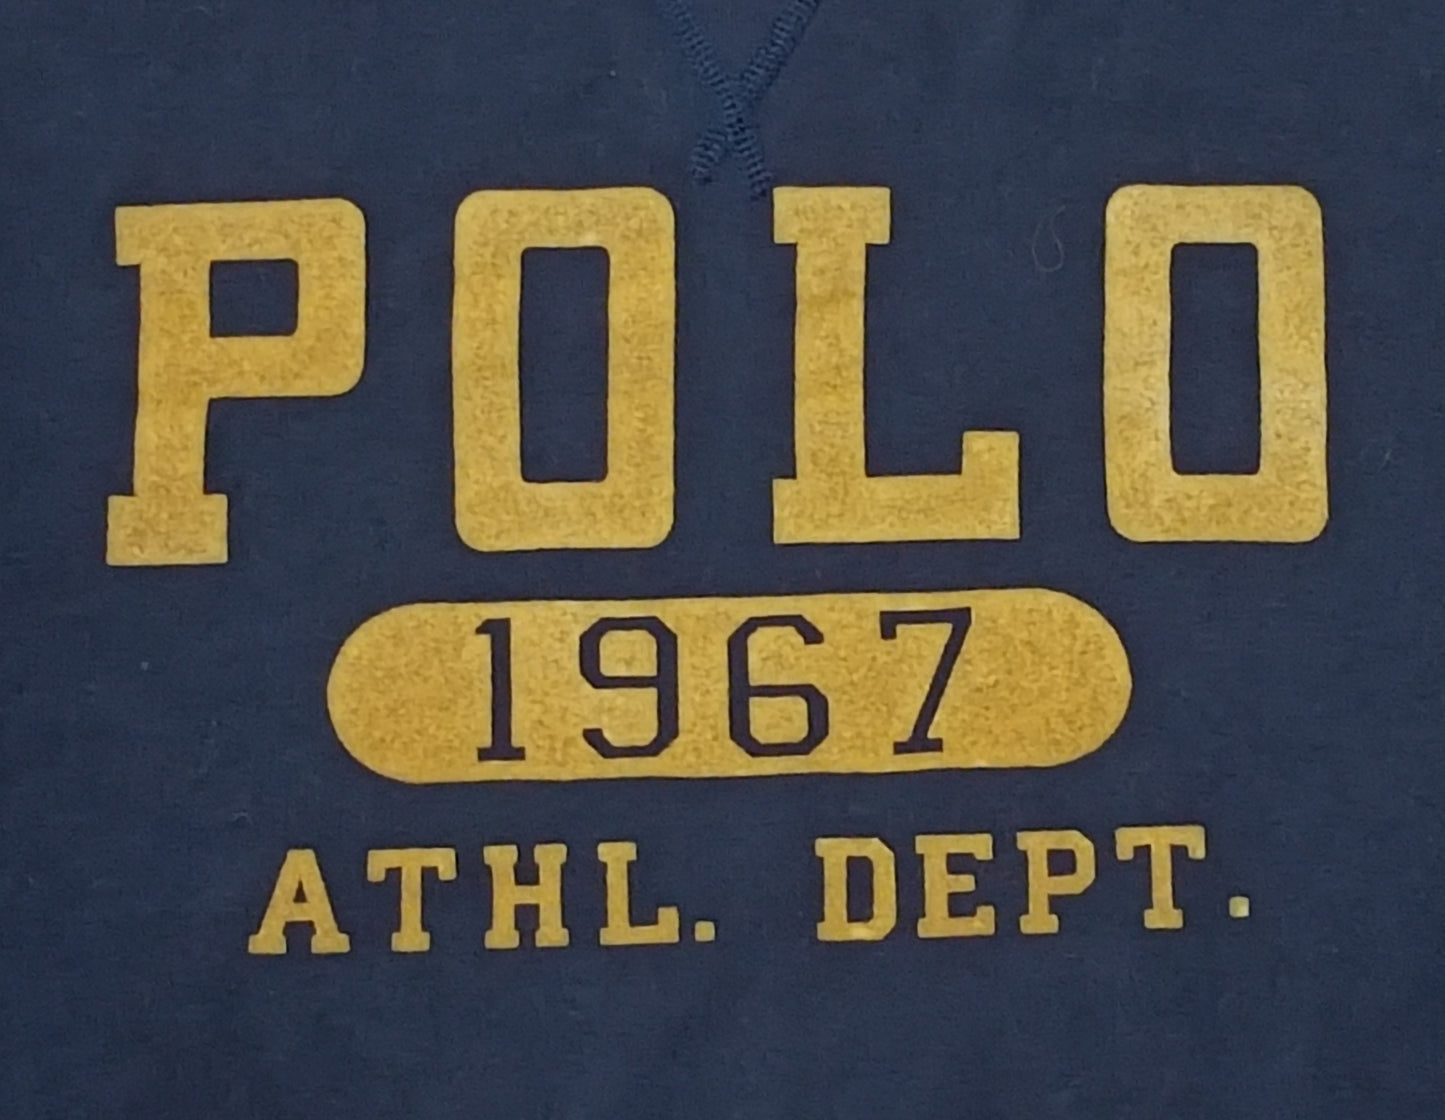 POLO
1967
ATHL. DEPT.